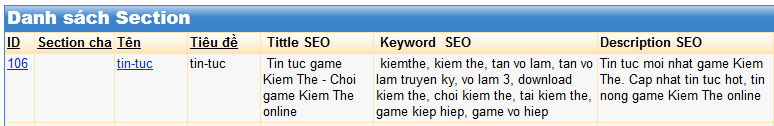 Danh sách Section
ID Section cha Tên Tiêu đề Tittle SEO Keyword SEO Description SEO
106 tin-tuc tin-tuc Tin tuc game kiemthe, kiem the, tan vo lam, tan vo Tin tuc moi nhat game Kiem
Kiem The - Choi lam truyen ky, vo lam 3, download The. Cap nhat tin tuc hot, tin
game Kiem The kiem the, choi kiem the, tai kiem the, nong game Kiem The online
online game kiep hiep, game vo hiep